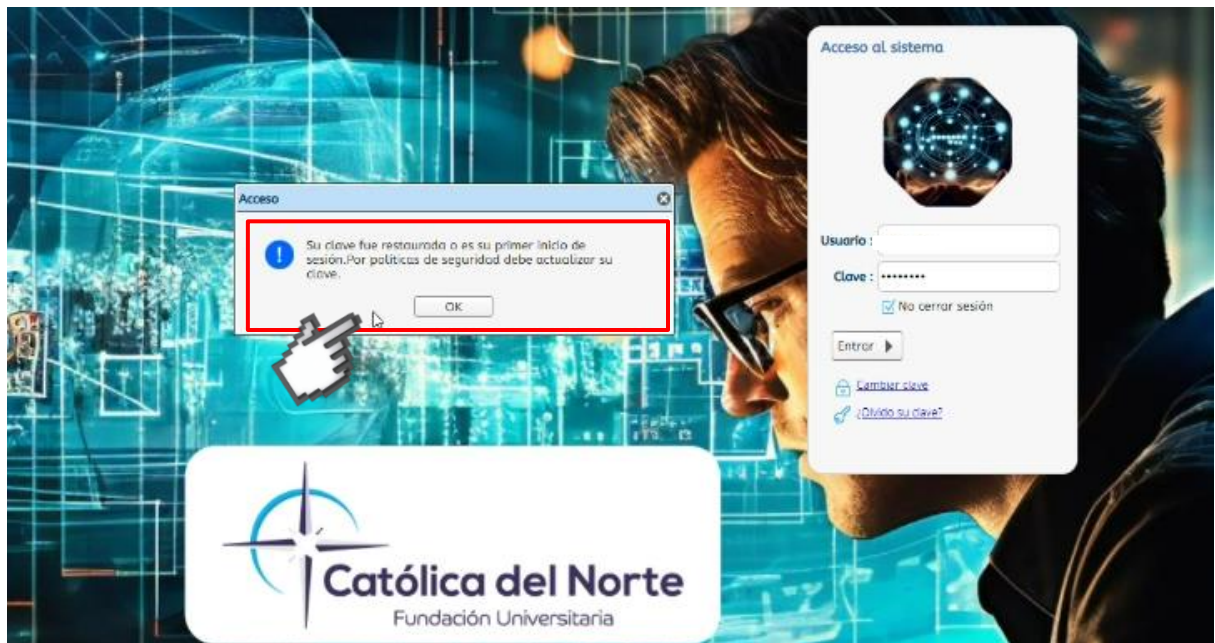 Acceso
Su clave fue restaurada o es su primer inicio de
sesión.Por políticas de seguridad debe actualizar su
clave.
OK
Acceso al sistema
Usuario :
Clave : ••••••••
No cerrar sesión
Entrar
Cambiar clave
¿Olvido su clave?
Católica del Norte
Fundación Universitaria